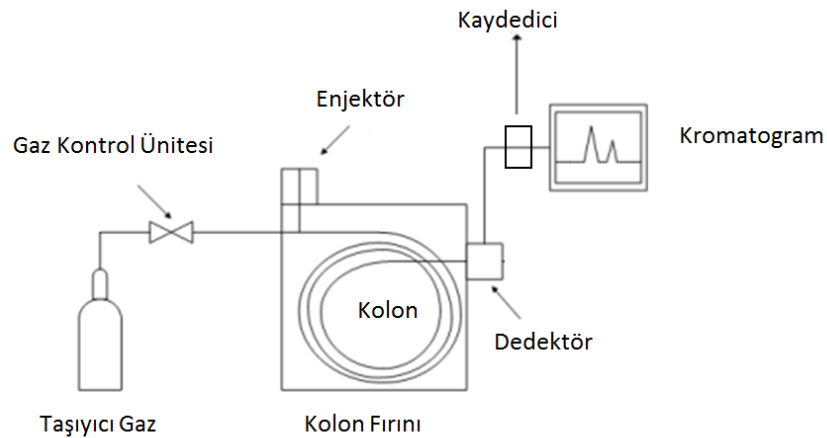 Kaydedici
Enjektör
Kromatogram
Gaz Kontrol Ünitesi
Kolon
Dedektör
Taşıyıcı Gaz
Kolon Fırını